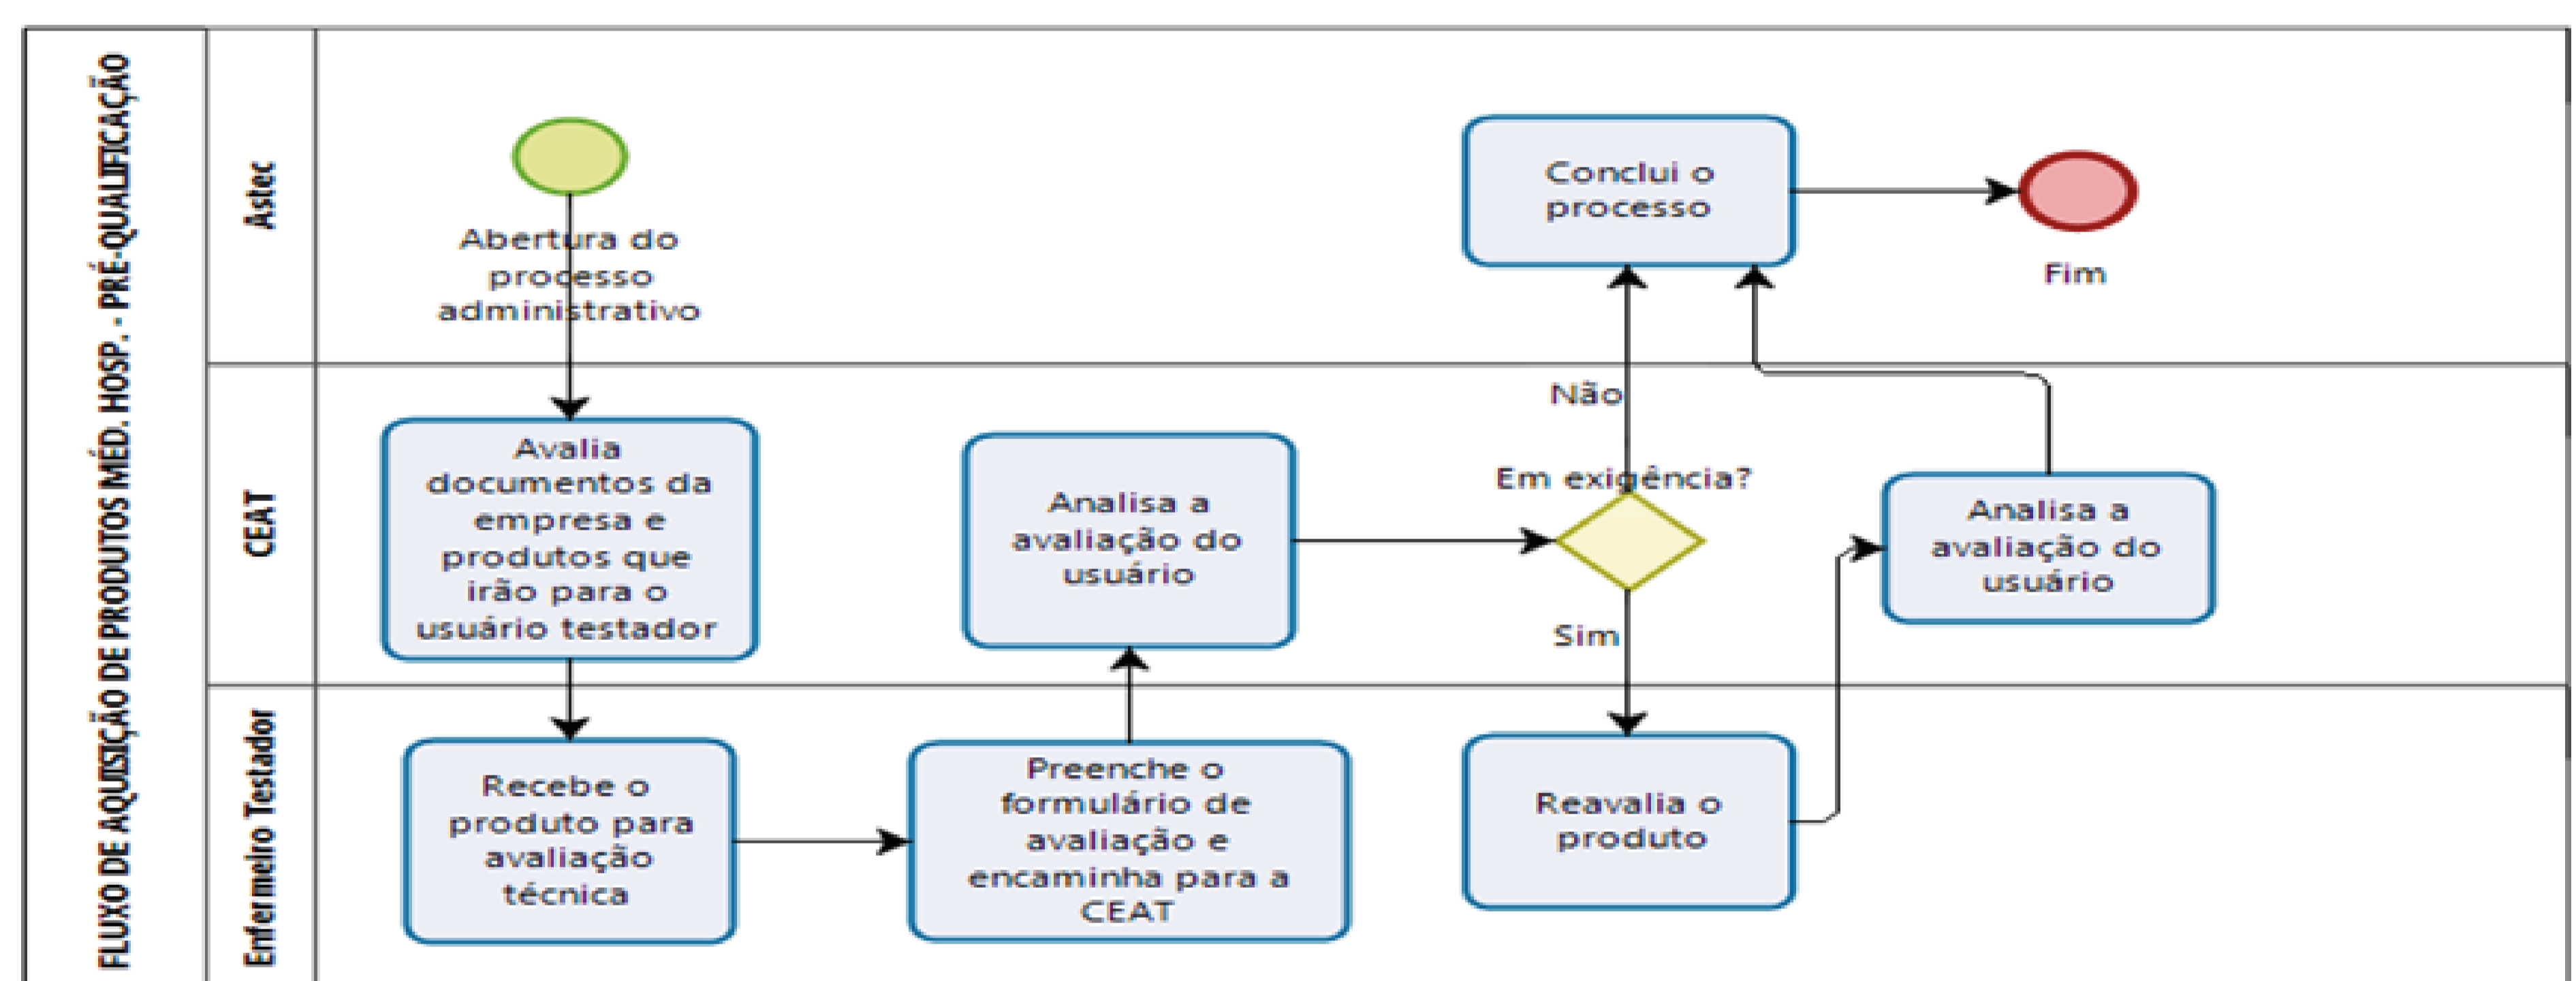 FLUXO DE AQUISIÇÃO DE PRODUTOS MÉD. HOSP. - PRÉ-QUALIFICAÇÃO
Astec
Abertura do
processo
administrativo
Conclui o
processo
Fim
CEAT
Avalia
documentos da
empresa e
produtos que
irão para o
usuário testador
Analisa a
avaliação do
usuário
Não
Em exigência?
Sim
Analisa a
avaliação do
usuário
Enfermeiro Testador
Recebe o
produto para
avaliação
técnica
Preenche o
formulário de
avaliação e
encaminha para a
CEAT
Reavalia o
produto